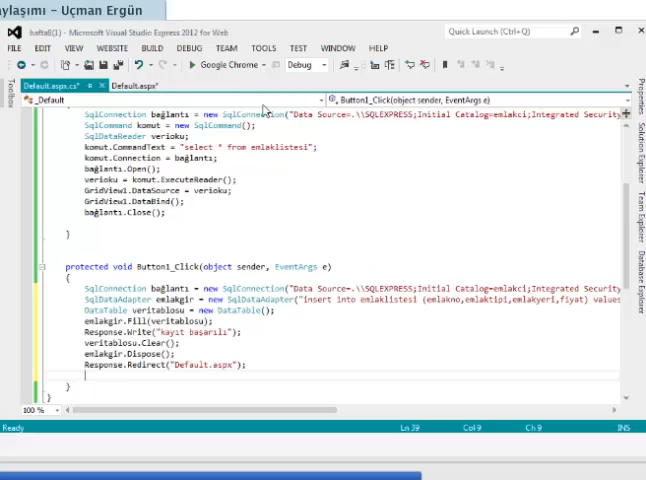 aylaşımı – Uçman Ergün
hafta8(1) - Microsoft Visual Studio Express 2012 for Web
Quick Launch (Ctrl+Q)
FILE EDIT VIEW WEBSITE BUILD DEBUG TEAM TOOLS TEST WINDOW HELP
Google Chrome Debug
Default.aspx.cs* Default.aspx*
_Default Button1_Click(object sender, EventArgs e)
Toolbox
Properties
Solution Explorer
Team Explorer
Database Explorer
SqlConnection bağlantı = new SqlConnection("Data Source=.\\SQLEXPRESS;Initial Catalog=emlakci;Integrated Security
SqlCommand komut = new SqlCommand();
SqlDataReader verioku;
komut.CommandText = "select * from emlaklistesi";
komut.Connection = bağlantı;
bağlantı.Open();
verioku = komut.ExecuteReader();
GridView1.DataSource = verioku;
GridView1.DataBind();
bağlantı.Close();
}
protected void Button1_Click(object sender, EventArgs e)
{
SqlConnection bağlantı = new SqlConnection("Data Source=.\\SQLEXPRESS;Initial Catalog=emlakci;Integrated Security
SqlDataAdapter emlakgir = new SqlDataAdapter("insert into emlaklistesi (emlakno,emlaktipi,emlakyeri,fiyat) values
DataTable veritablosu = new DataTable();
emlakgir.Fill(veritablosu);
Response.Write("kayıt başarılı");
veritablosu.Clear();
emlakgir.Dispose();
Response.Redirect("Default.aspx");
}
}
100 %
Ready Ln 39 Col 9 Ch 9 INS